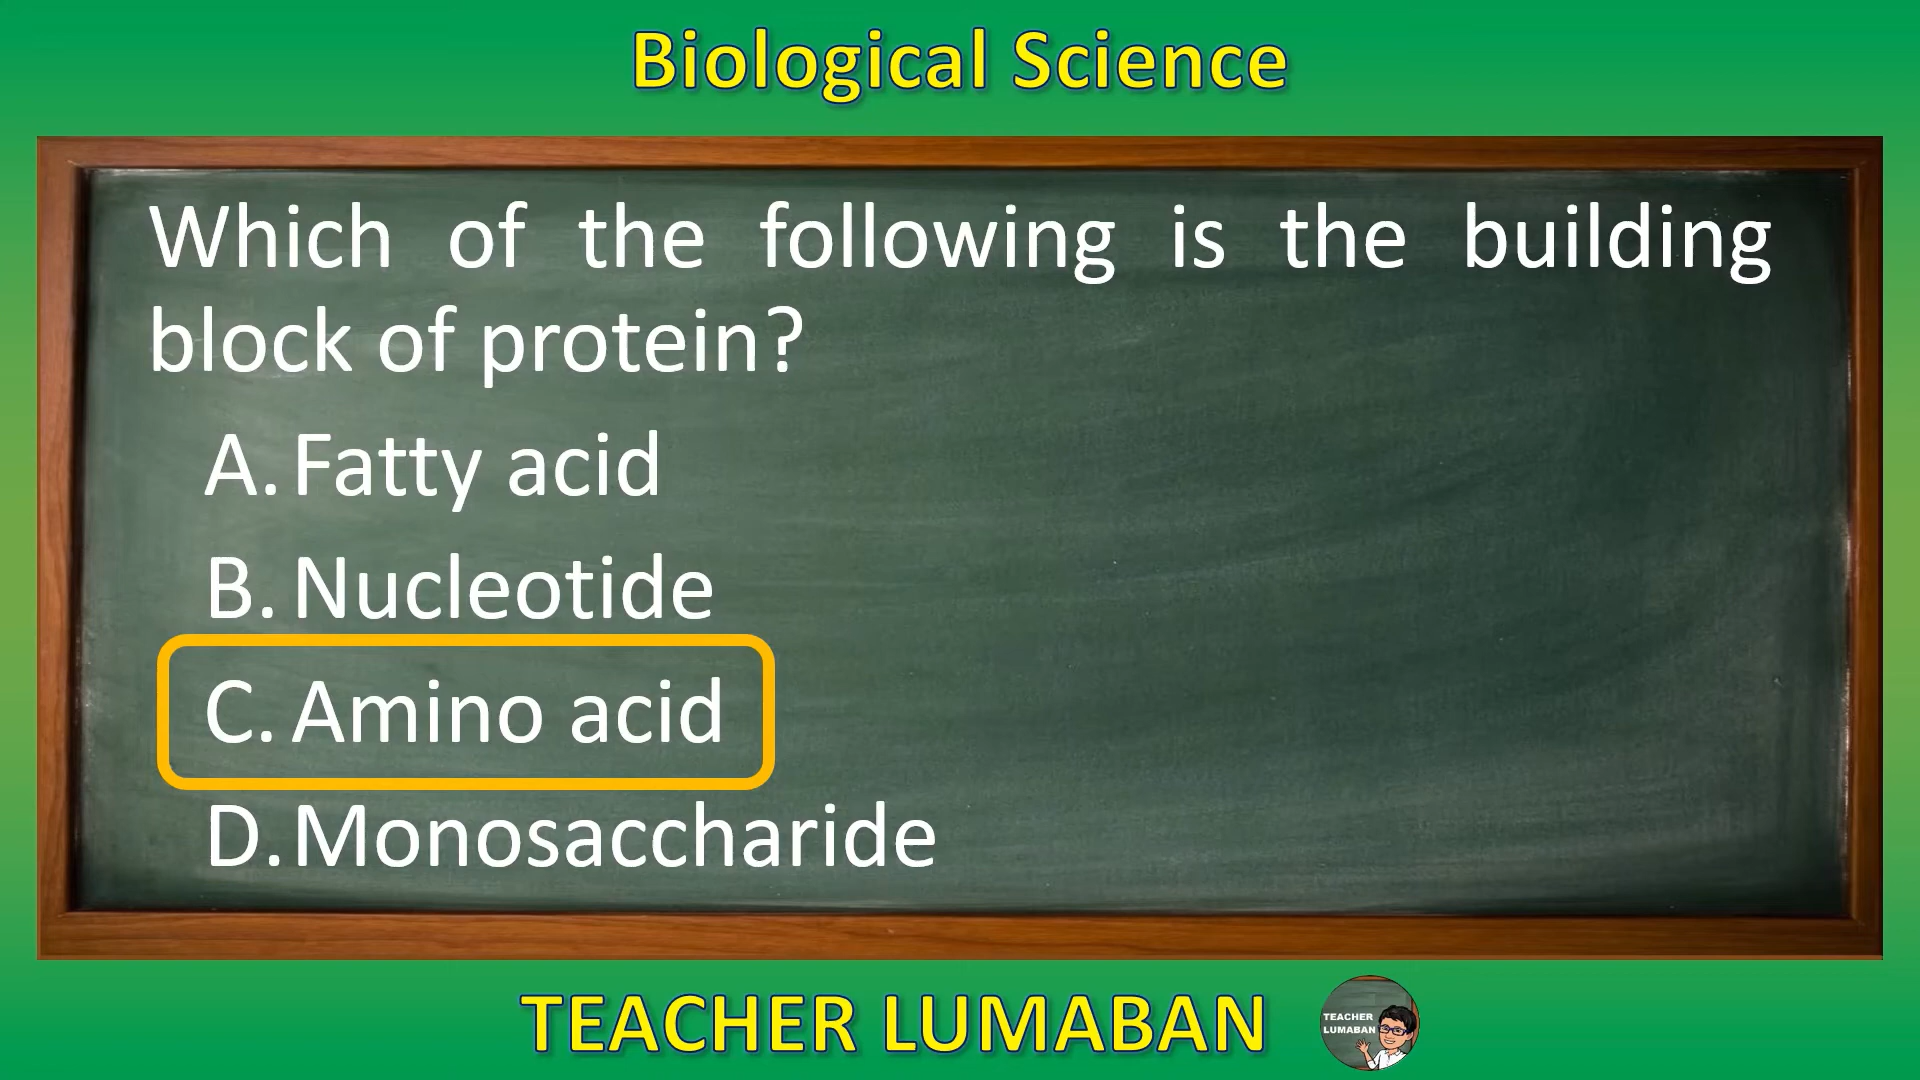 Biological Science
Which of the following is the building
block of protein?
A. Fatty acid
B. Nucleotide
C. Amino acid
D. Monosaccharide
TEACHER LUMABAN
TEACHER
LUMABAN